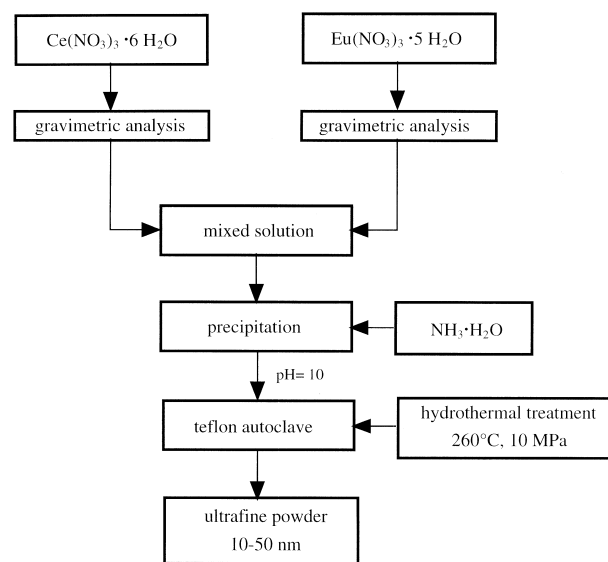 Ce(NO₃)₃ •6 H₂O
Eu(NO₃)₃ •5 H₂O
gravimetric analysis
gravimetric analysis
mixed solution
precipitation
NH₃•H₂O
pH= 10
teflon autoclave
hydrothermal treatment
260°C, 10 MPa
ultrafine powder
10-50 nm